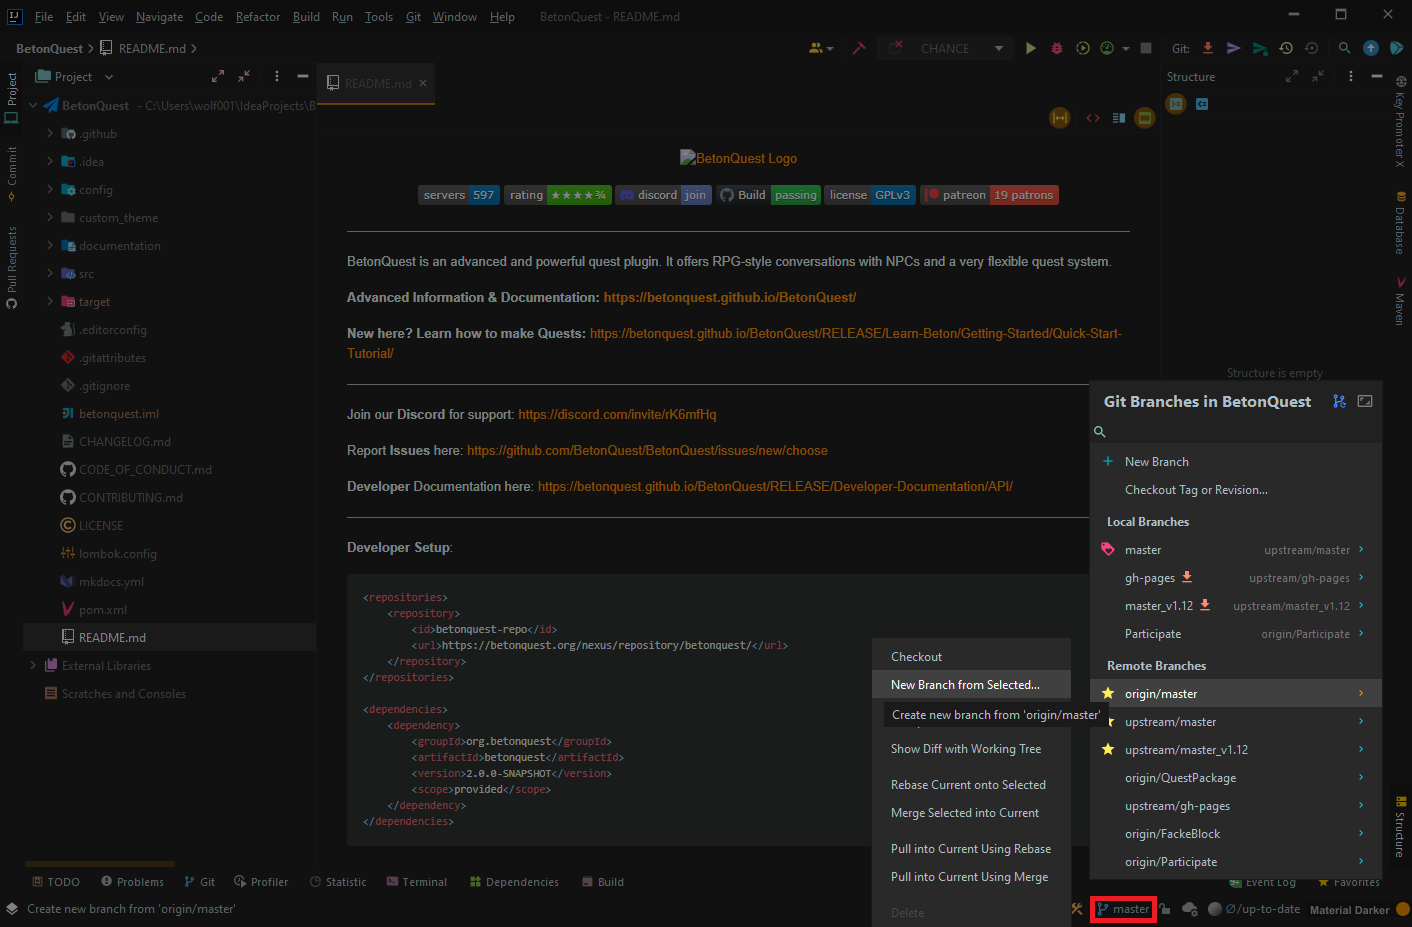 File Edit View Navigate Code Refactor Build Run Tools Git Window Help BetonQuest - README.md
BetonQuest README.md CHANCE Git:
Project
README.md
Structure
BetonQuest - C:\Users\wolf001\IdeaProjects\B
.github
.idea
config
custom_theme
documentation
src
target
.editorconfig
.gitattributes
.gitignore
betonquest.iml
CHANGELOG.md
CODE_OF_CONDUCT.md
CONTRIBUTING.md
LICENSE
lombok.config
mkdocs.yml
pom.xml
README.md
External Libraries
Scratches and Consoles
Project
Commit
Pull Requests
BetonQuest Logo
servers 597 rating ★★★★¾ discord join Build passing license GPLv3 patreon 19 patrons
BetonQuest is an advanced and powerful quest plugin. It offers RPG-style conversations with NPCs and a very flexible quest system.
Advanced Information & Documentation: https://betonquest.github.io/BetonQuest/
New here? Learn how to make Quests: https://betonquest.github.io/BetonQuest/RELEASE/Learn-Beton/Getting-Started/Quick-Start-
Tutorial/
Join our Discord for support: https://discord.com/invite/rK6mfHq
Report Issues here: https://github.com/BetonQuest/BetonQuest/issues/new/choose
Developer Documentation here: https://betonquest.github.io/BetonQuest/RELEASE/Developer-Documentation/API/
Developer Setup:
<repositories>
<repository>
<id>betonquest-repo</id>
<url>https://betonquest.org/nexus/repository/betonquest/</url>
</repository>
</repositories>
<dependencies>
<dependency>
<groupId>org.betonquest</groupId>
<artifactId>betonquest</artifactId>
<version>2.0.0-SNAPSHOT</version>
<scope>provided</scope>
</dependency>
</dependencies>
Structure is empty
Key Promoter X
Database
Maven
Structure
Git Branches in BetonQuest
New Branch
Checkout Tag or Revision...
Local Branches
master upstream/master
gh-pages upstream/gh-pages
master_v1.12 upstream/master_v1.12
Participate origin/Participate
Remote Branches
origin/master
upstream/master
upstream/master_v1.12
origin/QuestPackage
upstream/gh-pages
origin/FackeBlock
origin/Participate
Checkout
New Branch from Selected...
Create new branch from 'origin/master'
Show Diff with Working Tree
Rebase Current onto Selected
Merge Selected into Current
Pull into Current Using Rebase
Pull into Current Using Merge
Delete
TODO Problems Git Profiler Statistic Terminal Dependencies Build Event Log Favorites
Create new branch from 'origin/master' master ∅/up-to-date Material Darker